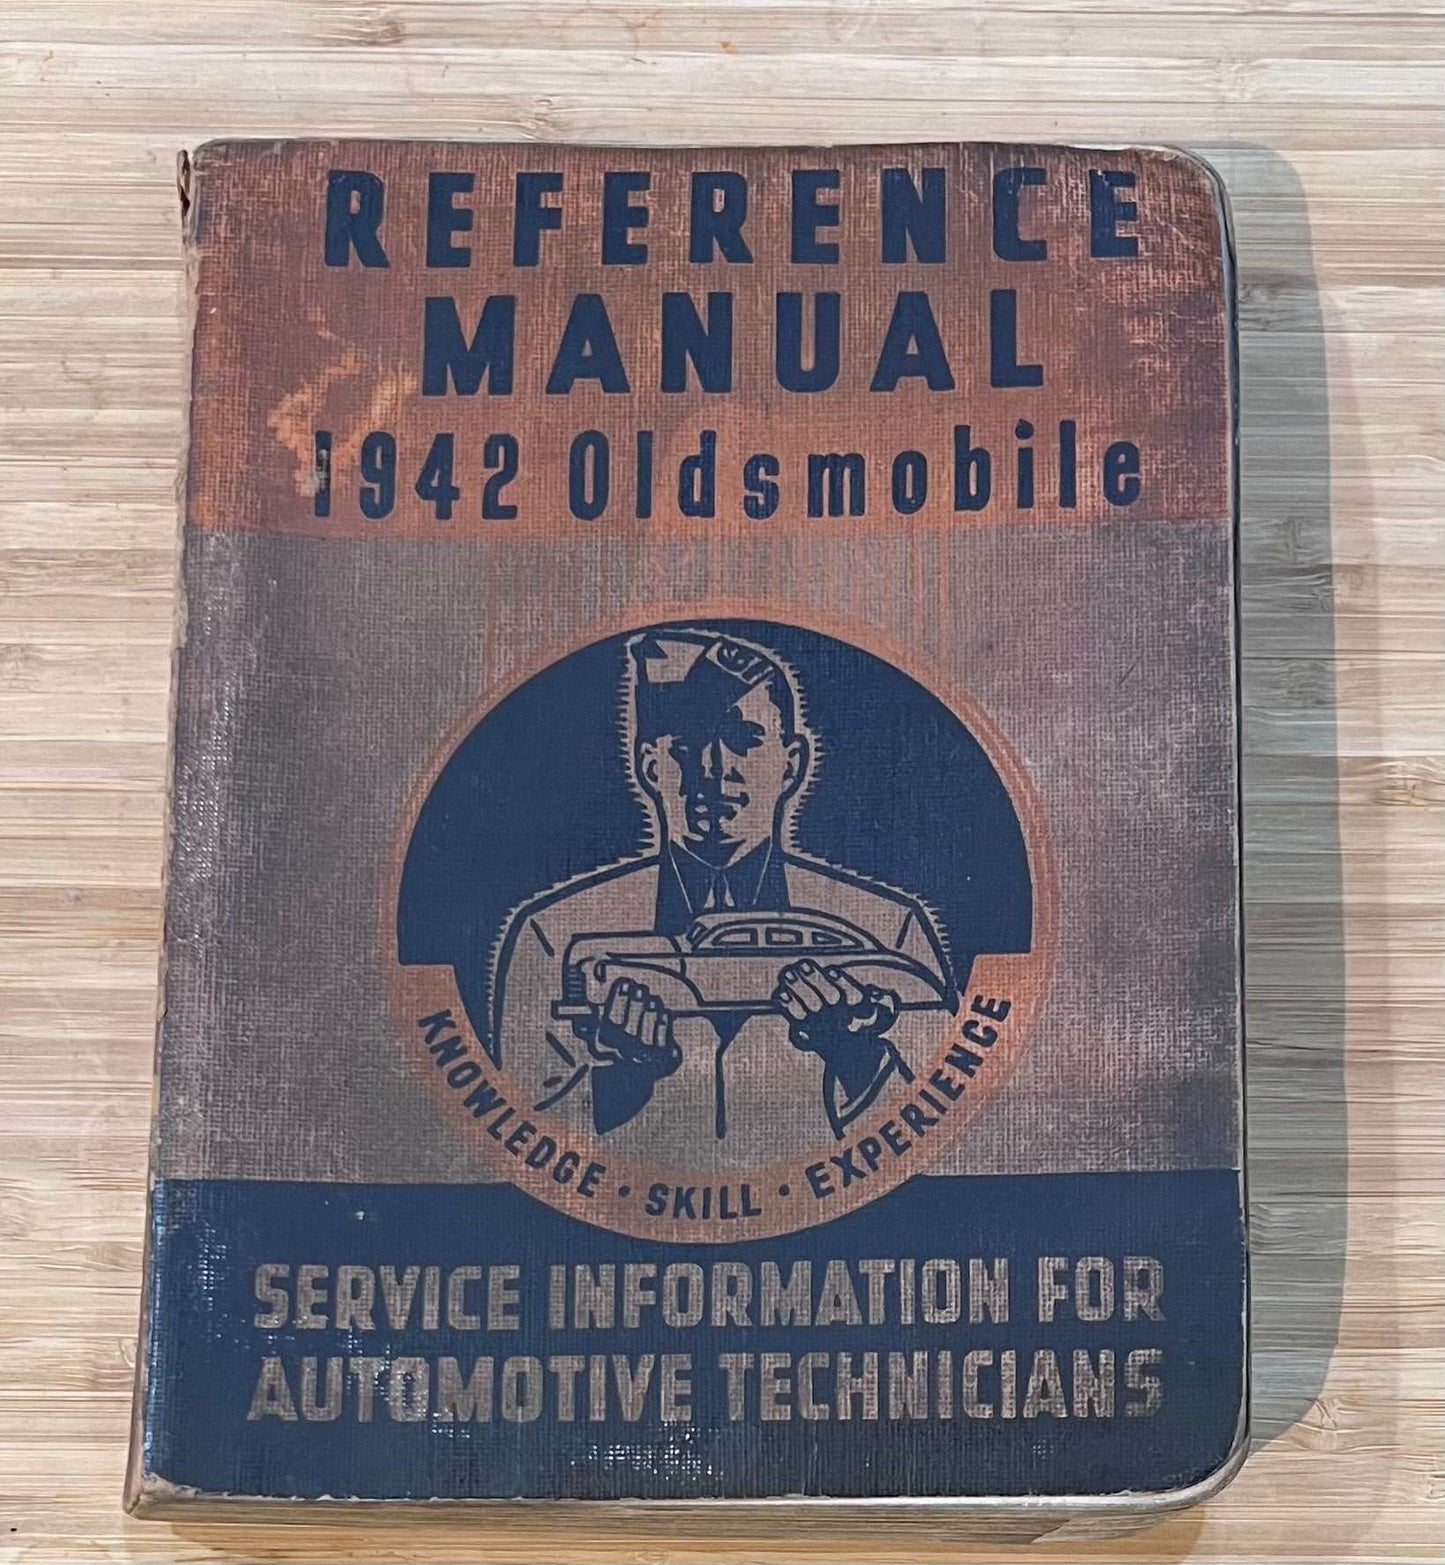 REFERENCE
MANUAL
1942 Oldsmobile
KNOWLEDGE · SKILL · EXPERIENCE
SERVICE INFORMATION FOR
AUTOMOTIVE TECHNICIANS